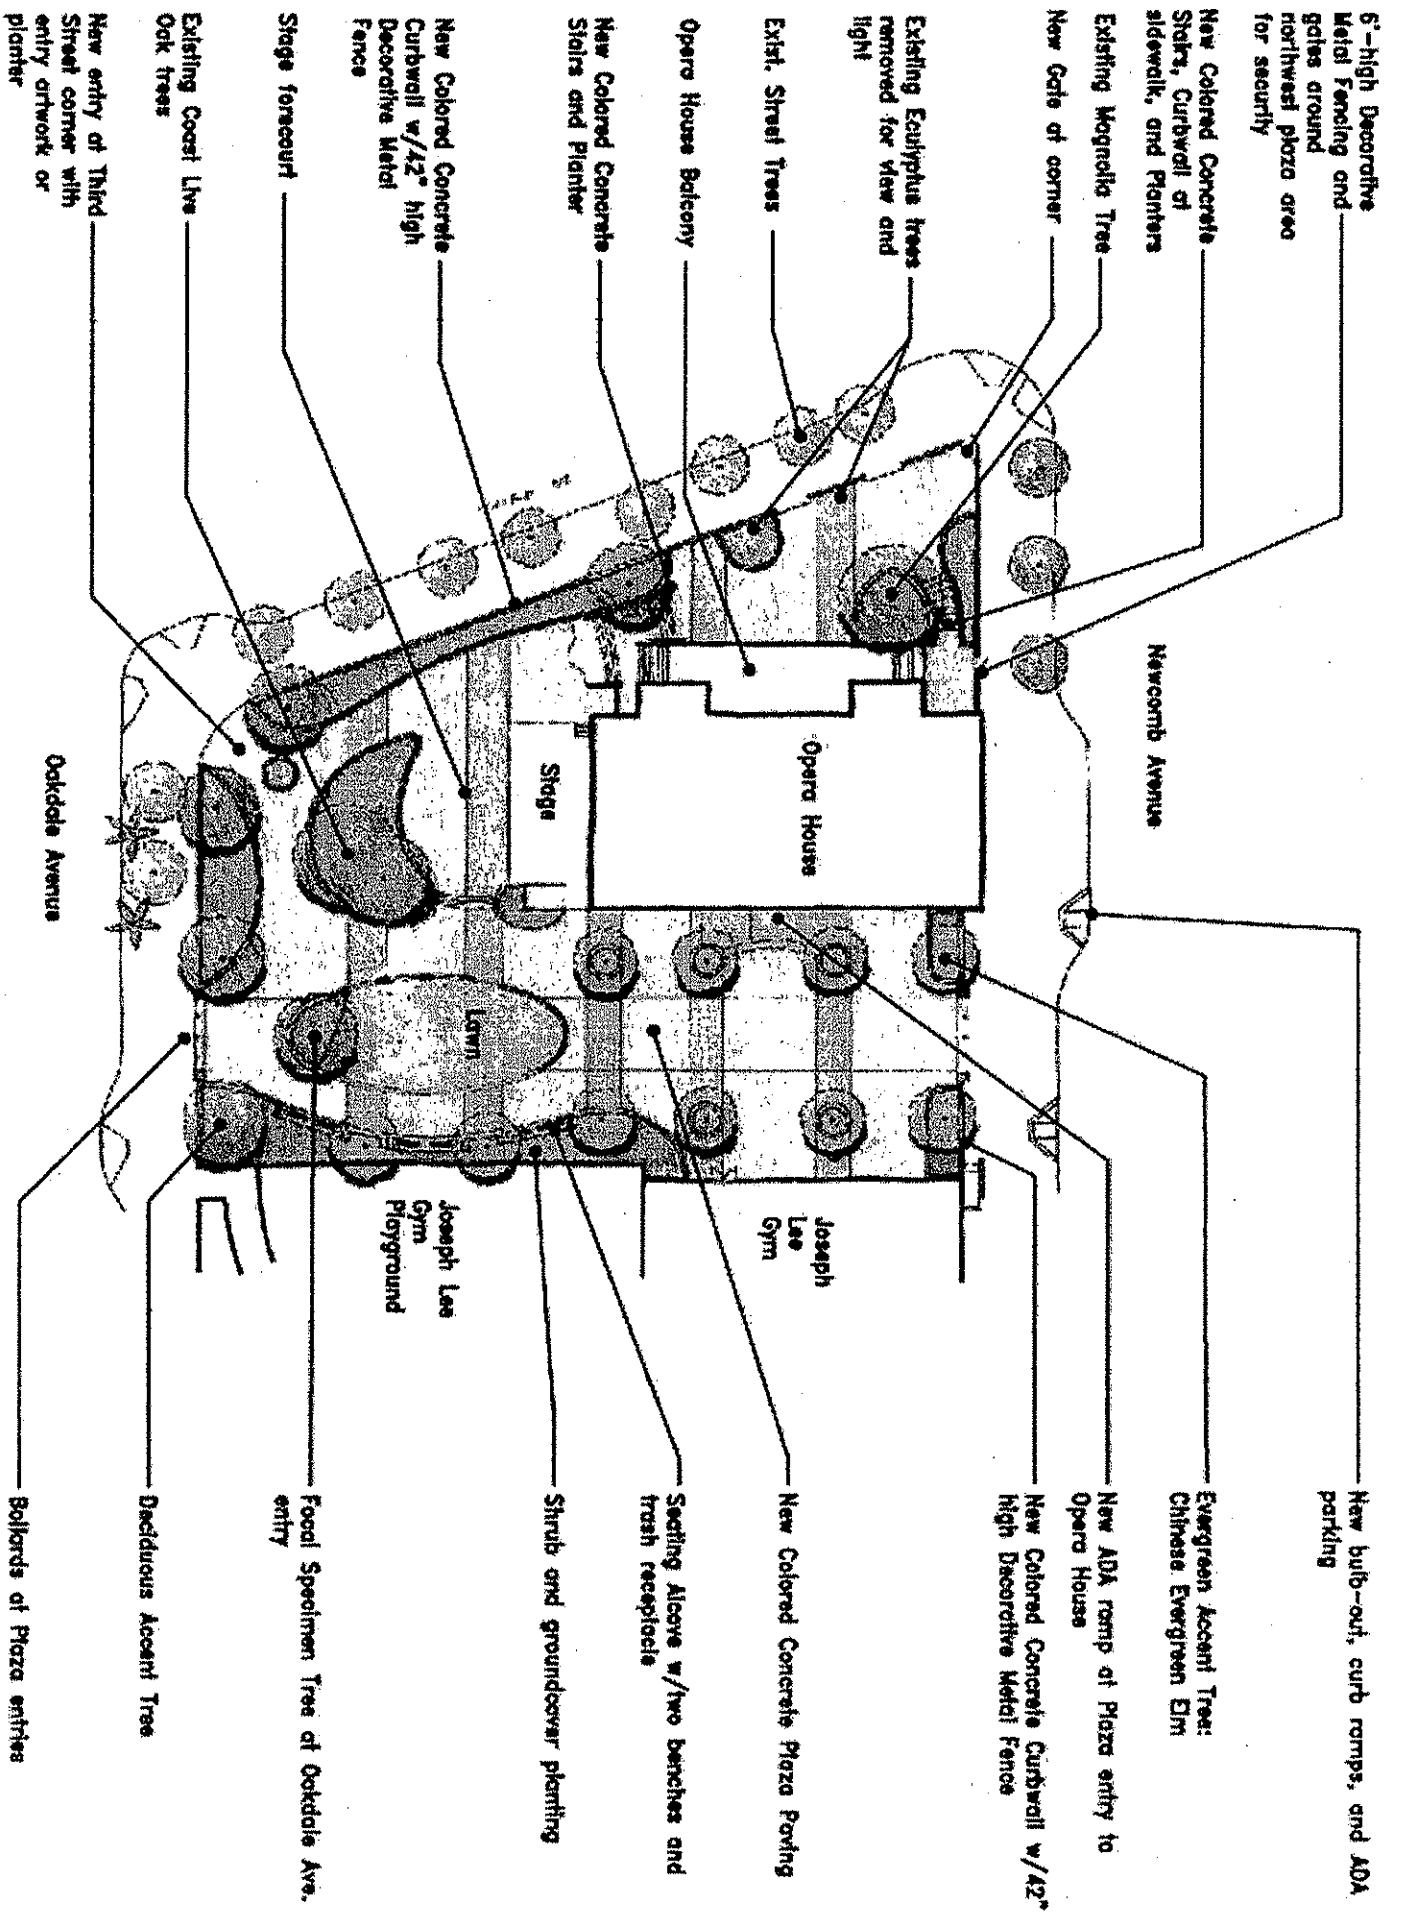 6'-high Decorative
Metal Fencing and
gates around
northwest plaza area
for security
New Colored Concrete
Stairs, Curbwall at
sidewalk, and Planters
Existing Magnolia Tree
New Gate at corner
Existing Eculyptus trees
removed for view and
light
Exist. Street Trees
Opera House Balcony
New Colored Concrete
Stairs and Planter
New Colored Concrete
Curbwall w/42" high
Decorative Metal
Fence
Stage forecourt
Existing Coast Live
Oak trees
New entry at Third
Street corner with
entry artwork or
planter
Newcomb Avenue
Opera House
Stage
Lawn
Oakdale Avenue
Joseph
Lee
Gym
Joseph Lee
Gym
Playground
New bulb-out, curb ramps, and ADA
parking
Evergreen Accent Tree:
Chinese Evergreen Elm
New ADA ramp at Plaza entry to
Opera House
New Colored Concrete Curbwall w/42"
high Decorative Metal Fence
New Colored Concrete Plaza Paving
Seating Alcove w/two benches and
trash receptacle
Shrub and groundcover planting
Focal Specimen Tree at Oakdale Ave.
entry
Deciduous Accent Tree
Bollards at Plaza entries